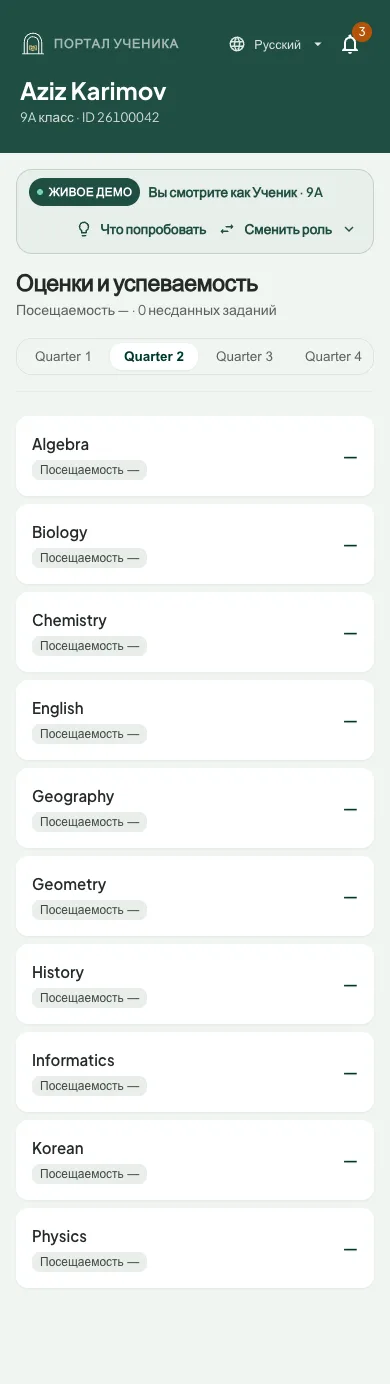 ПОРТАЛ УЧЕНИКА
Русский
3
Aziz Karimov
9A класс · ID 26100042
ЖИВОЕ ДЕМО
Вы смотрите как Ученик · 9A
Что попробовать
Сменить роль
Оценки и успеваемость
Посещаемость — · 0 несданных заданий
Quarter 1 Quarter 2 Quarter 3 Quarter 4
Algebra
Посещаемость —
—
Biology
Посещаемость —
—
Chemistry
Посещаемость —
—
English
Посещаемость —
—
Geography
Посещаемость —
—
Geometry
Посещаемость —
—
History
Посещаемость —
—
Informatics
Посещаемость —
—
Korean
Посещаемость —
—
Physics
Посещаемость —
—